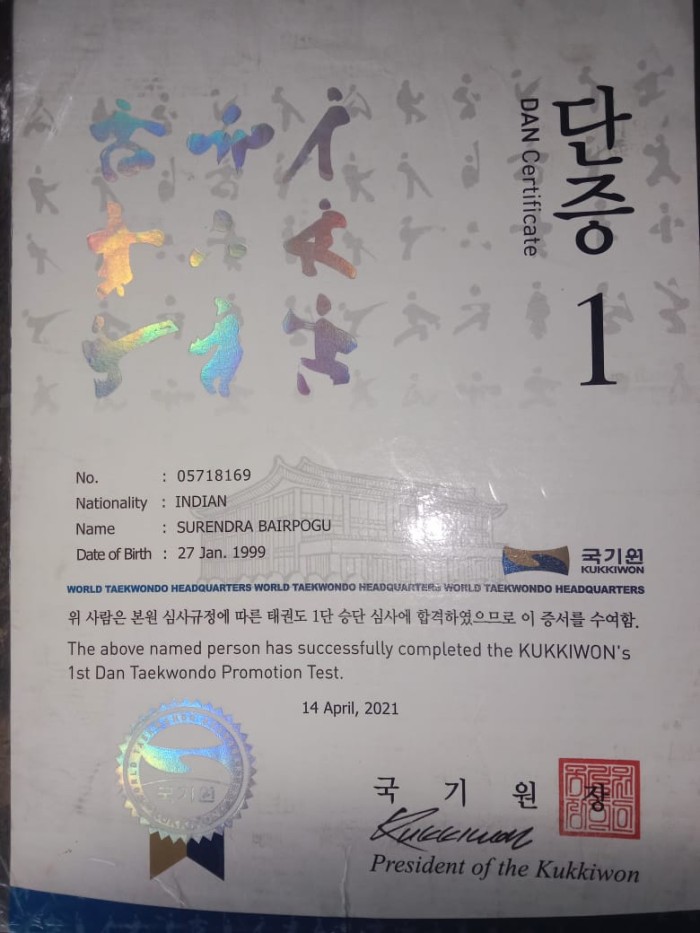 단증 1
DAN Certificate
No. : 05718169
Nationality : INDIAN
Name : SURENDRA BAIRPOGU
Date of Birth : 27 Jan. 1999
국기원
KUKKIWON
WORLD TAEKWONDO HEADQUARTERS WORLD TAEKWONDO HEADQUARTERS WORLD TAEKWONDO HEADQUARTERS
위 사람은 본원 심사규정에 따른 태권도 1단 승단 심사에 합격하였으므로 이 증서를 수여함.
The above named person has successfully completed the KUKKIWON's
1st Dan Taekwondo Promotion Test.
14 April, 2021
국기원
국 기 원 장
Kukkiwon
President of the Kukkiwon